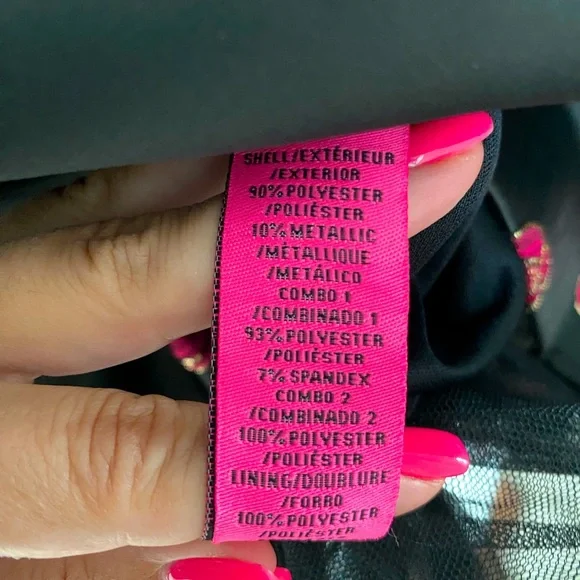 SHELL/EXTÉRIEUR
/EXTERIOR
90% POLYESTER
/POLIÉSTER
10% METALLIC
/MÉTALLIQUE
/METÁLICO
COMBO 1
/COMBINADO 1
93% POLYESTER
/POLIÉSTER
7% SPANDEX
COMBO 2
/COMBINADO 2
100% POLYESTER
/POLIÉSTER
LINING/DOUBLURE
/FORRO
100% POLYESTER